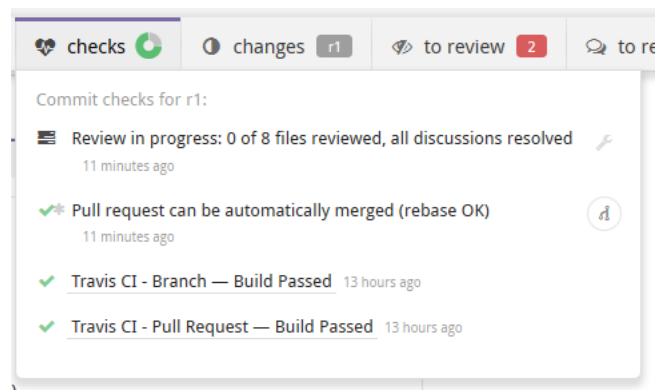 checks changes r1 to review 2 to re
Commit checks for r1:
Review in progress: 0 of 8 files reviewed, all discussions resolved
11 minutes ago
Pull request can be automatically merged (rebase OK)
11 minutes ago
Travis CI - Branch — Build Passed 13 hours ago
Travis CI - Pull Request — Build Passed 13 hours ago